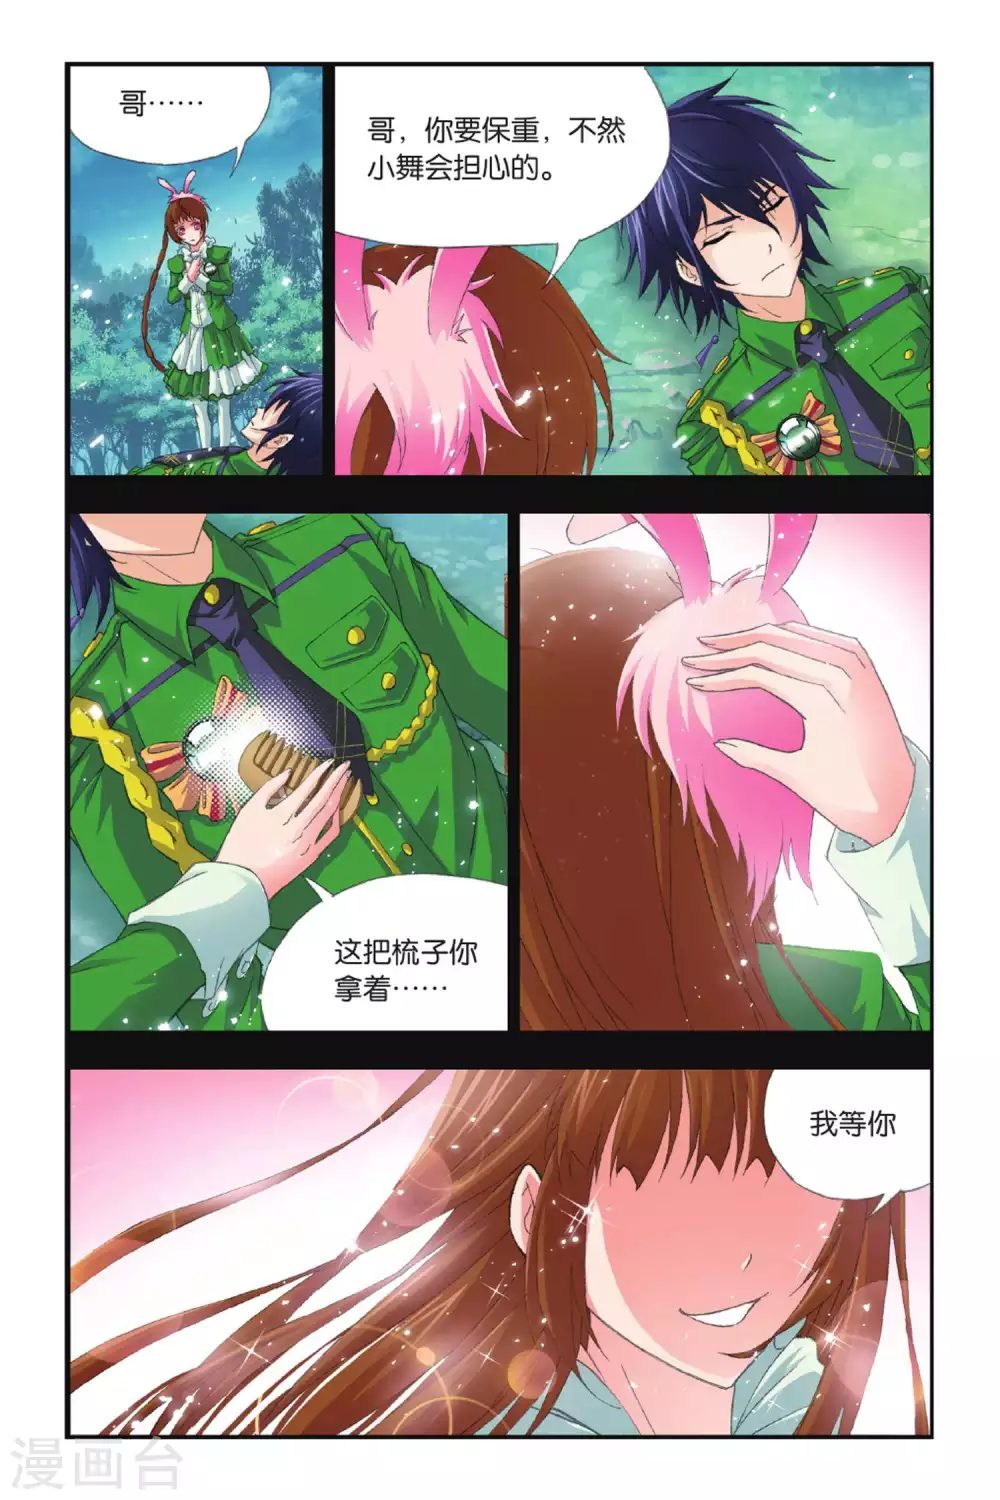 哥……
哥，你要保重，不然
小舞会担心的。
这把梳子你
拿着……
我等你
漫画台